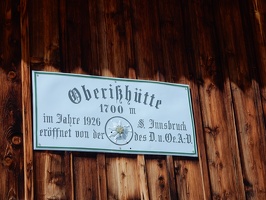 Oberißhütte
1700 m
im Jahre 1926 S. Innsbruck
eröffnet von der des D.u.Oe.A.-V.